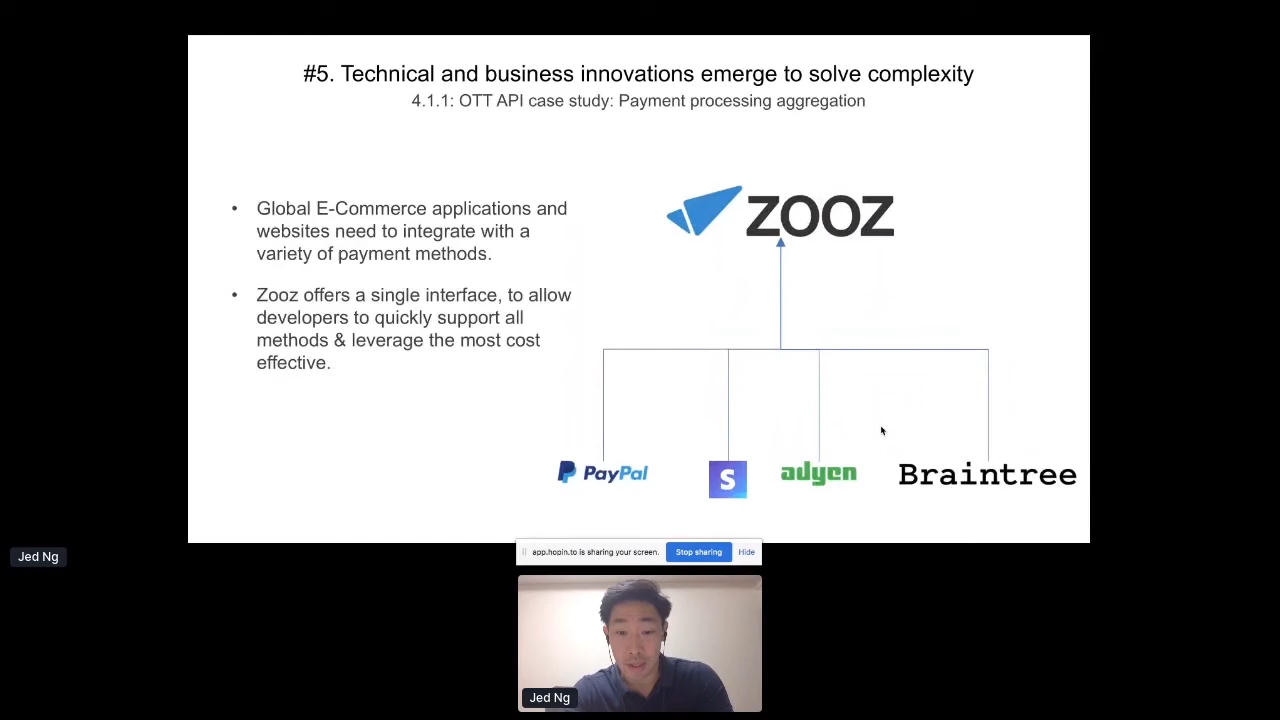 #5. Technical and business innovations emerge to solve complexity
4.1.1: OTT API case study: Payment processing aggregation
• Global E-Commerce applications and
websites need to integrate with a
variety of payment methods.
• Zooz offers a single interface, to allow
developers to quickly support all
methods & leverage the most cost
effective.
ZOOZ
PayPal
S
adyen
Braintree
Jed Ng
app.hopin.to is sharing your screen.
Stop sharing
Hide
Jed Ng